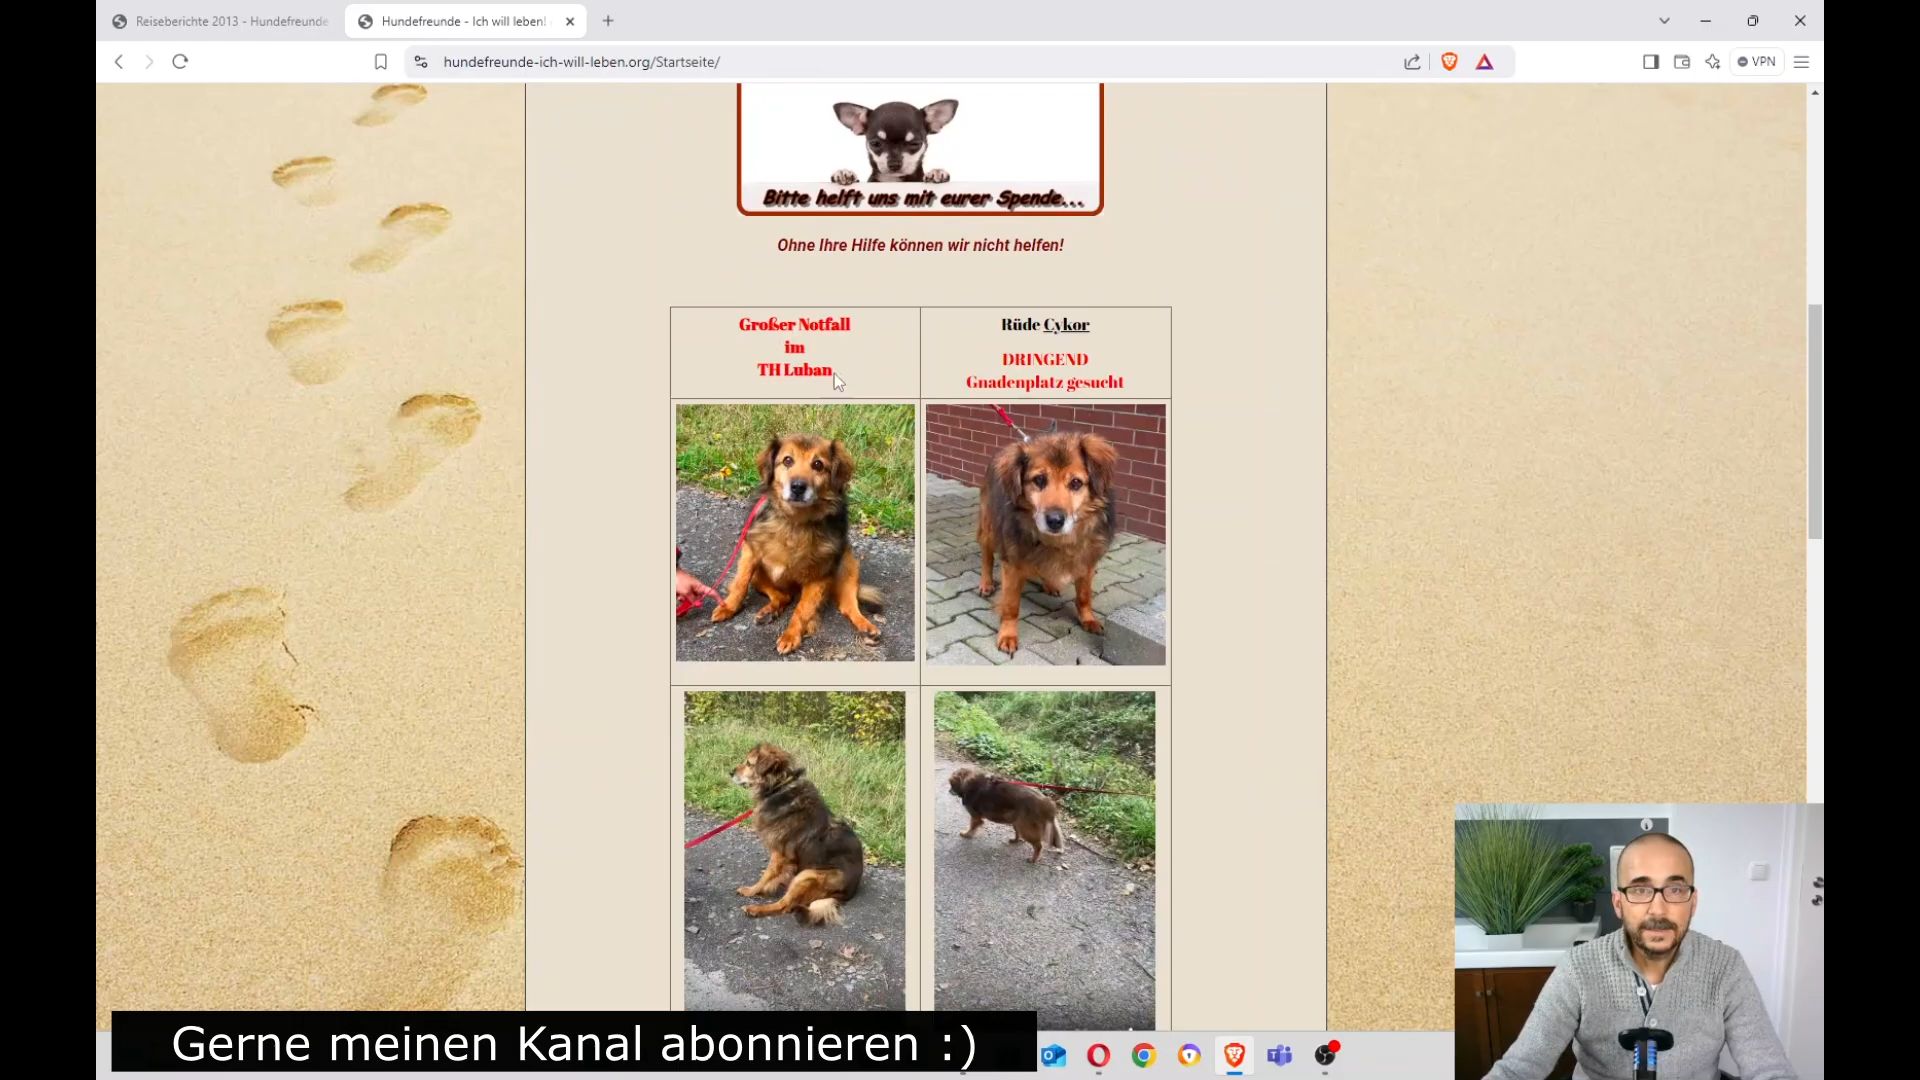 Reiseberichte 2013 - Hundefreunde
Hundefreunde - Ich will leben!
hundefreunde-ich-will-leben.org/Startseite/
VPN
Bitte helft uns mit eurer Spende...
Ohne Ihre Hilfe können wir nicht helfen!
Großer Notfall
im
TH Luban
Rüde Cykor
DRINGEND
Gnadenplatz gesucht
Gerne meinen Kanal abonnieren :)